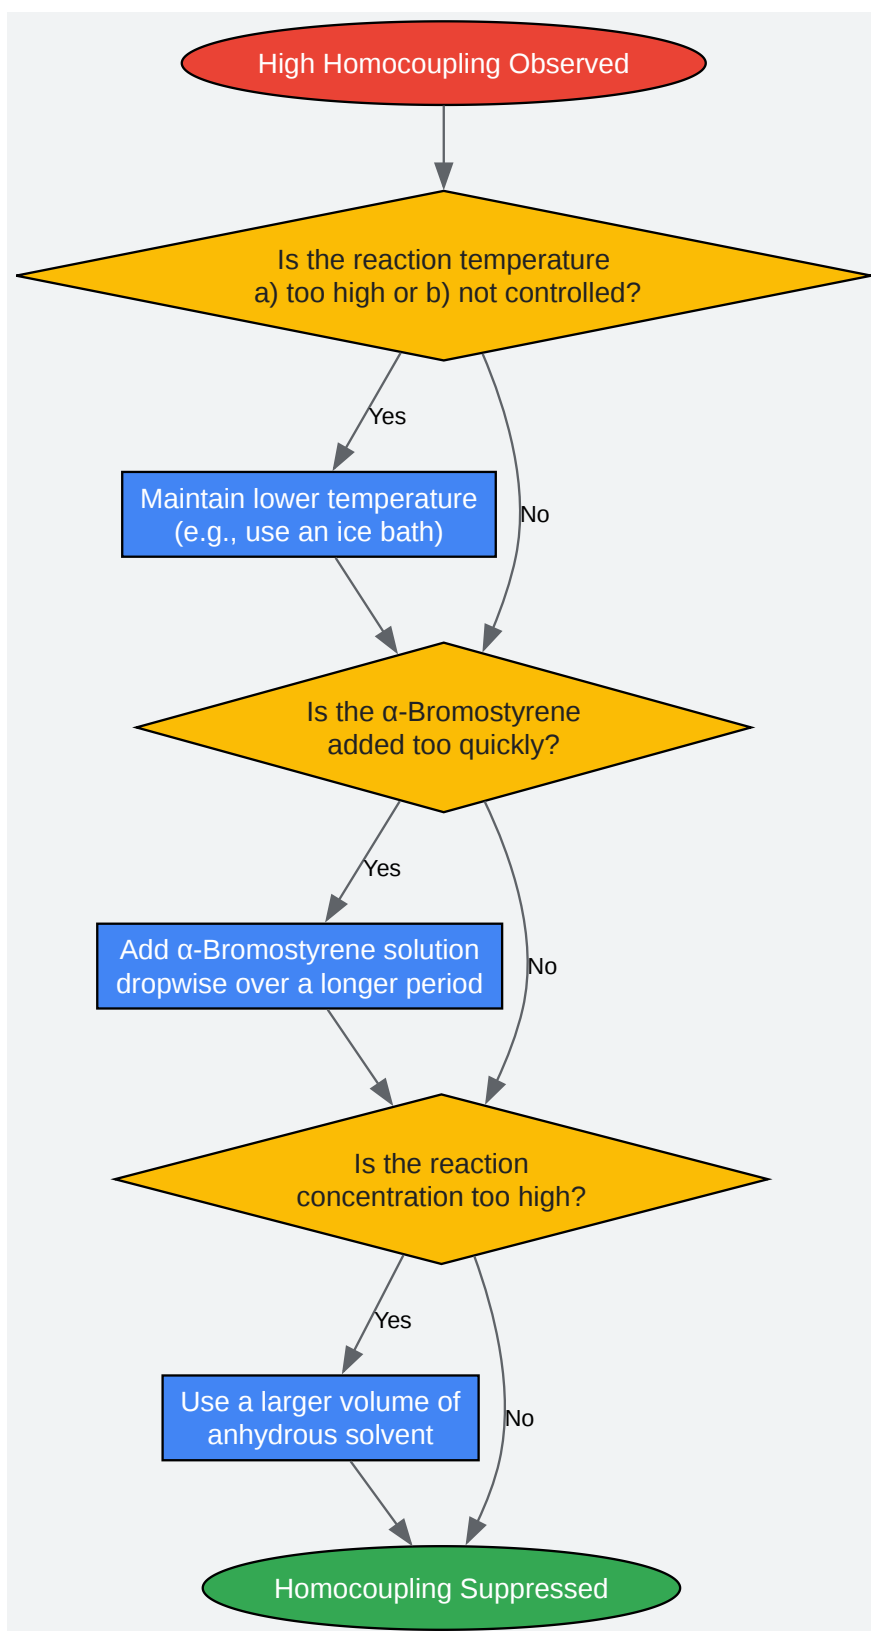 High Homocoupling Observed
Is the reaction temperature
a) too high or b) not controlled?
Yes
Maintain lower temperature
(e.g., use an ice bath)
No
Is the α-Bromostyrene
added too quickly?
Yes
Add α-Bromostyrene solution
dropwise over a longer period
No
Is the reaction
concentration too high?
Yes
Use a larger volume of
anhydrous solvent
No
Homocoupling Suppressed